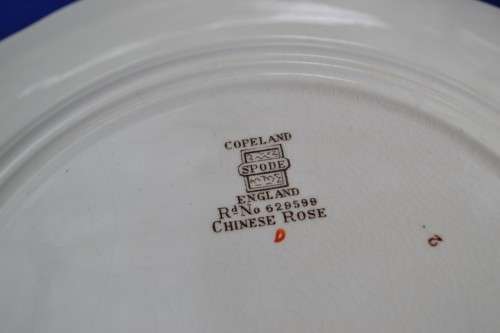 COPELAND
SPODE
ENGLAND
Rd No 629599
CHINESE ROSE
D